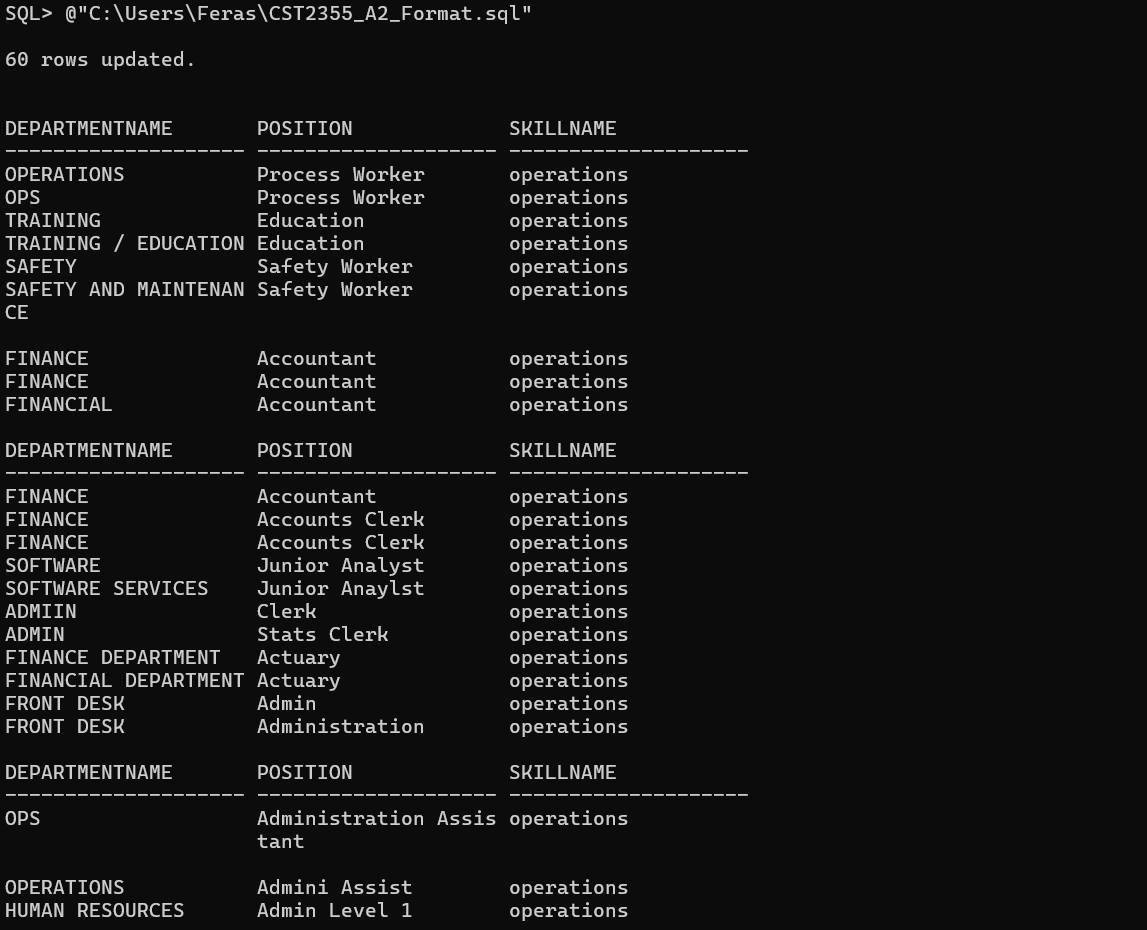 SQL> @"C:\Users\Feras\CST2355_A2_Format.sql"
60 rows updated.
DEPARTMENTNAME       POSITION             SKILLNAME
-------------------- -------------------- --------------------
OPERATIONS           Process Worker       operations
OPS                  Process Worker       operations
TRAINING             Education            operations
TRAINING / EDUCATION Education            operations
SAFETY               Safety Worker        operations
SAFETY AND MAINTENAN Safety Worker        operations
CE
FINANCE              Accountant           operations
FINANCE              Accountant           operations
FINANCIAL            Accountant           operations
DEPARTMENTNAME       POSITION             SKILLNAME
-------------------- -------------------- --------------------
FINANCE              Accountant           operations
FINANCE              Accounts Clerk       operations
FINANCE              Accounts Clerk       operations
SOFTWARE             Junior Analyst       operations
SOFTWARE SERVICES    Junior Anaylst       operations
ADMIIN               Clerk                operations
ADMIN                Stats Clerk          operations
FINANCE DEPARTMENT   Actuary              operations
FINANCIAL DEPARTMENT Actuary              operations
FRONT DESK           Admin                operations
FRONT DESK           Administration       operations
DEPARTMENTNAME       POSITION             SKILLNAME
-------------------- -------------------- --------------------
OPS                  Administration Assis operations
                     tant
OPERATIONS           Admini Assist        operations
HUMAN RESOURCES      Admin Level 1        operations